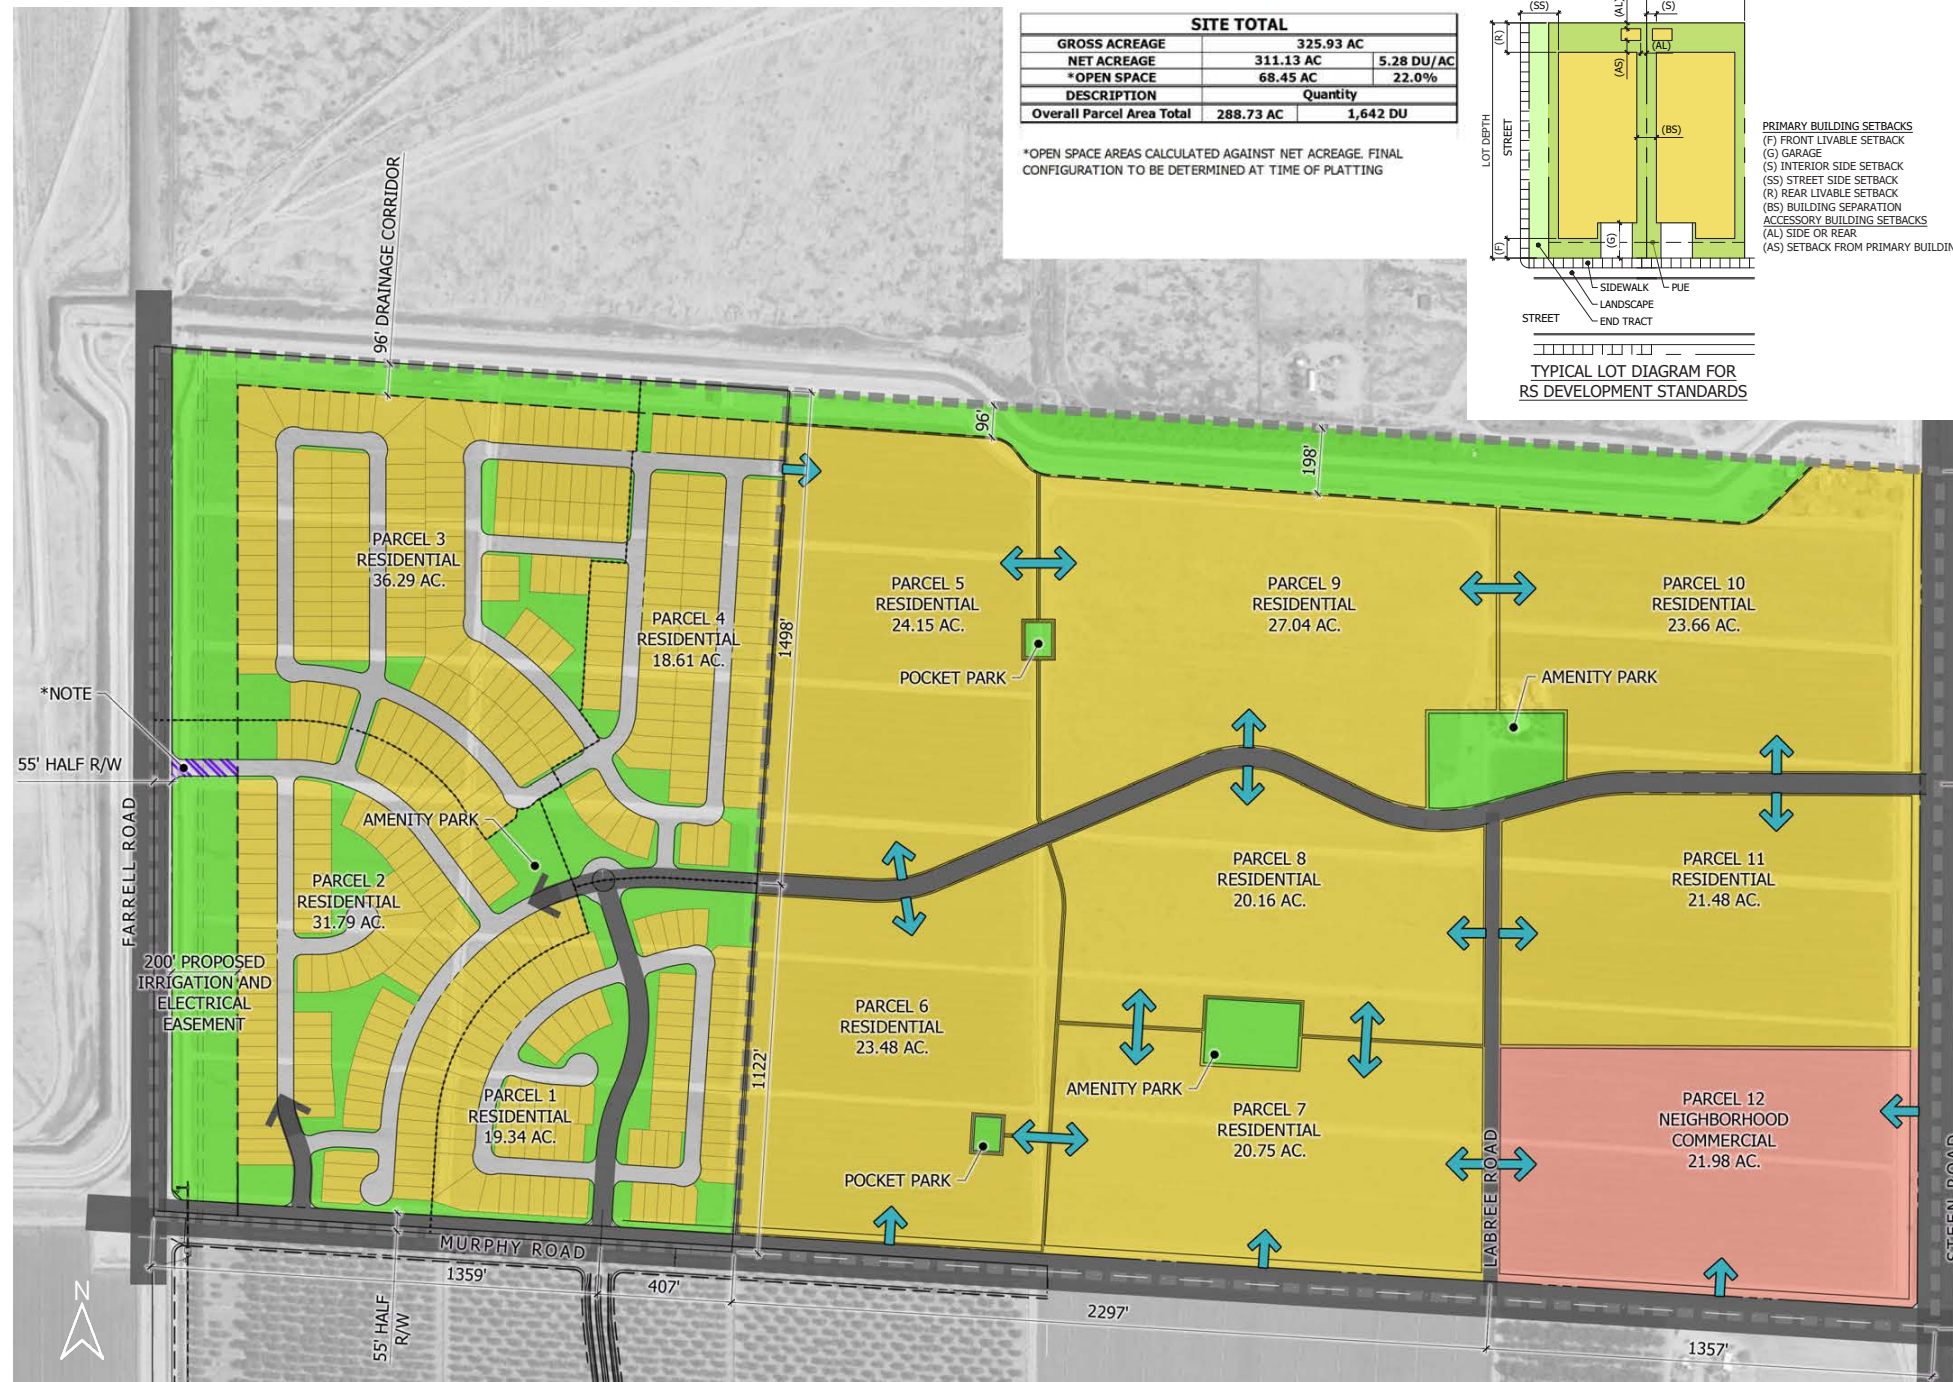 SITE TOTAL
GROSS ACREAGE 325.93 AC
NET ACREAGE 311.13 AC 5.28 DU/AC
*OPEN SPACE 68.45 AC 22.0%
DESCRIPTION Quantity
Overall Parcel Area Total 288.73 AC 1,642 DU
*OPEN SPACE AREAS CALCULATED AGAINST NET ACREAGE. FINAL
CONFIGURATION TO BE DETERMINED AT TIME OF PLATTING
(SS)
(AL)
(S)
(R)
(AL)
(AS)
(BS)
LOT DEPTH
STREET
(G)
(F)
SIDEWALK
PUE
LANDSCAPE
END TRACT
STREET
TYPICAL LOT DIAGRAM FOR
RS DEVELOPMENT STANDARDS
PRIMARY BUILDING SETBACKS
(F) FRONT LIVABLE SETBACK
(G) GARAGE
(S) INTERIOR SIDE SETBACK
(SS) STREET SIDE SETBACK
(R) REAR LIVABLE SETBACK
(BS) BUILDING SEPARATION
ACCESSORY BUILDING SETBACKS
(AL) SIDE OR REAR
(AS) SETBACK FROM PRIMARY BUILDIN
96' DRAINAGE CORRIDOR
96'
198'
PARCEL 3
RESIDENTIAL
36.29 AC.
PARCEL 4
RESIDENTIAL
18.61 AC.
1498'
PARCEL 5
RESIDENTIAL
24.15 AC.
POCKET PARK
PARCEL 9
RESIDENTIAL
27.04 AC.
PARCEL 10
RESIDENTIAL
23.66 AC.
AMENITY PARK
*NOTE
55' HALF R/W
FARRELL ROAD
AMENITY PARK
PARCEL 2
RESIDENTIAL
31.79 AC.
200' PROPOSED
IRRIGATION AND
ELECTRICAL
EASEMENT
PARCEL 8
RESIDENTIAL
20.16 AC.
PARCEL 11
RESIDENTIAL
21.48 AC.
PARCEL 6
RESIDENTIAL
23.48 AC.
1122'
PARCEL 1
RESIDENTIAL
19.34 AC.
AMENITY PARK
PARCEL 7
RESIDENTIAL
20.75 AC.
POCKET PARK
PARCEL 12
NEIGHBORHOOD
COMMERCIAL
21.98 AC.
LABREE ROAD
STEEN ROAD
MURPHY ROAD
1359'
407'
2297'
1357'
55' HALF
R/W
N